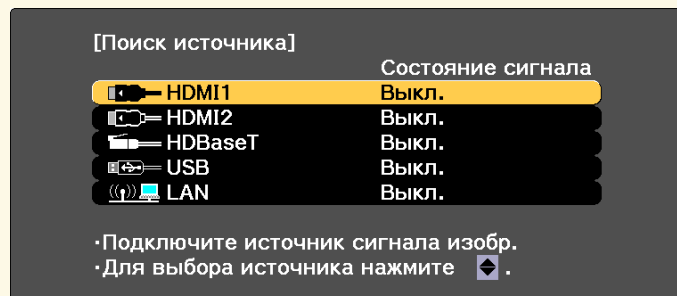 [Поиск источника]
Состояние сигнала
HDMI1 Выкл.
HDMI2 Выкл.
HDBaseT Выкл.
USB Выкл.
LAN Выкл.
·Подключите источник сигнала изобр.
·Для выбора источника нажмите .